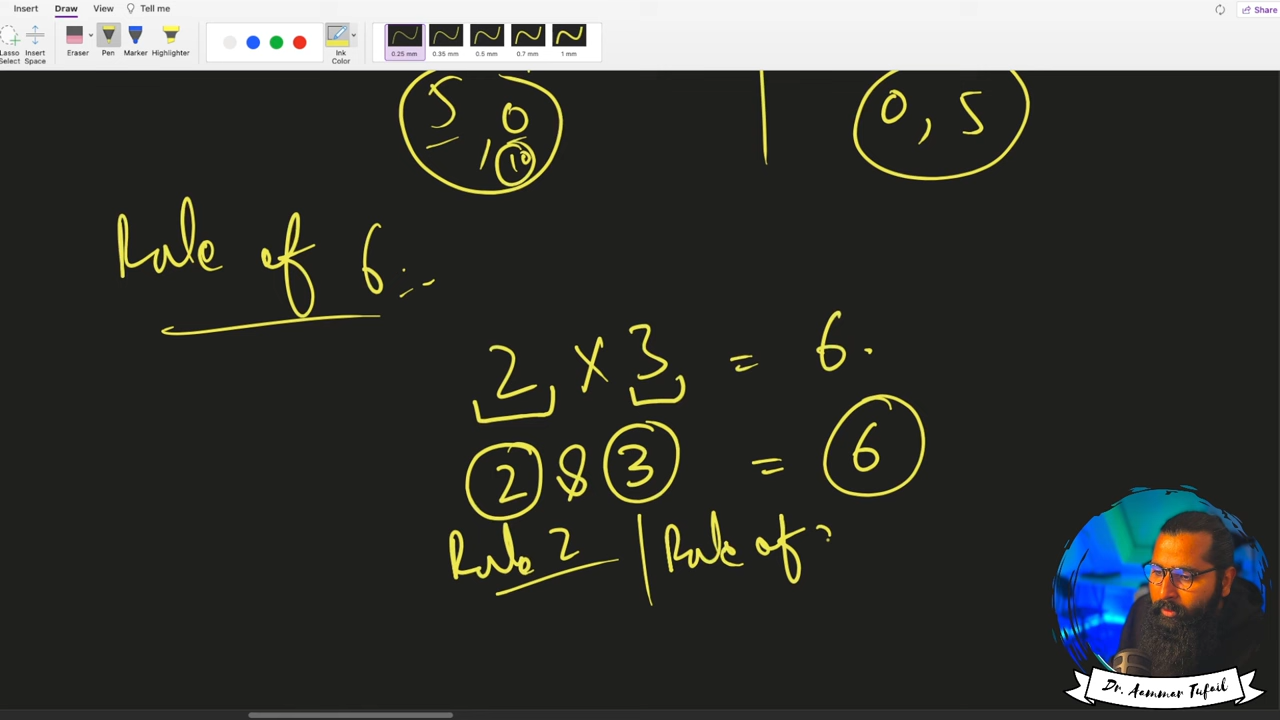 Insert Draw View Tell me
Share
Lasso Select Insert Space Eraser Pen Marker Highlighter Ink Color 0.25 mm 0.35 mm 0.5 mm 0.7 mm 1 mm
5 0 0, 5
10
Rule of 6:-
2 x 3 = 6.
2 & 3 = 6
Rule 2 | Rule of
Dr. Aammar Tufail